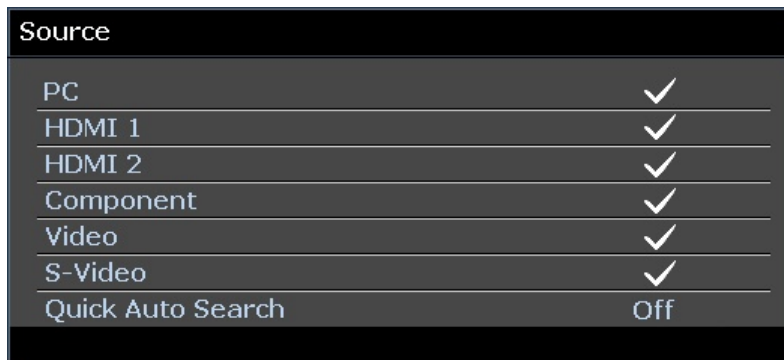 Source
PC ✓
HDMI 1 ✓
HDMI 2 ✓
Component ✓
Video ✓
S-Video ✓
Quick Auto Search Off